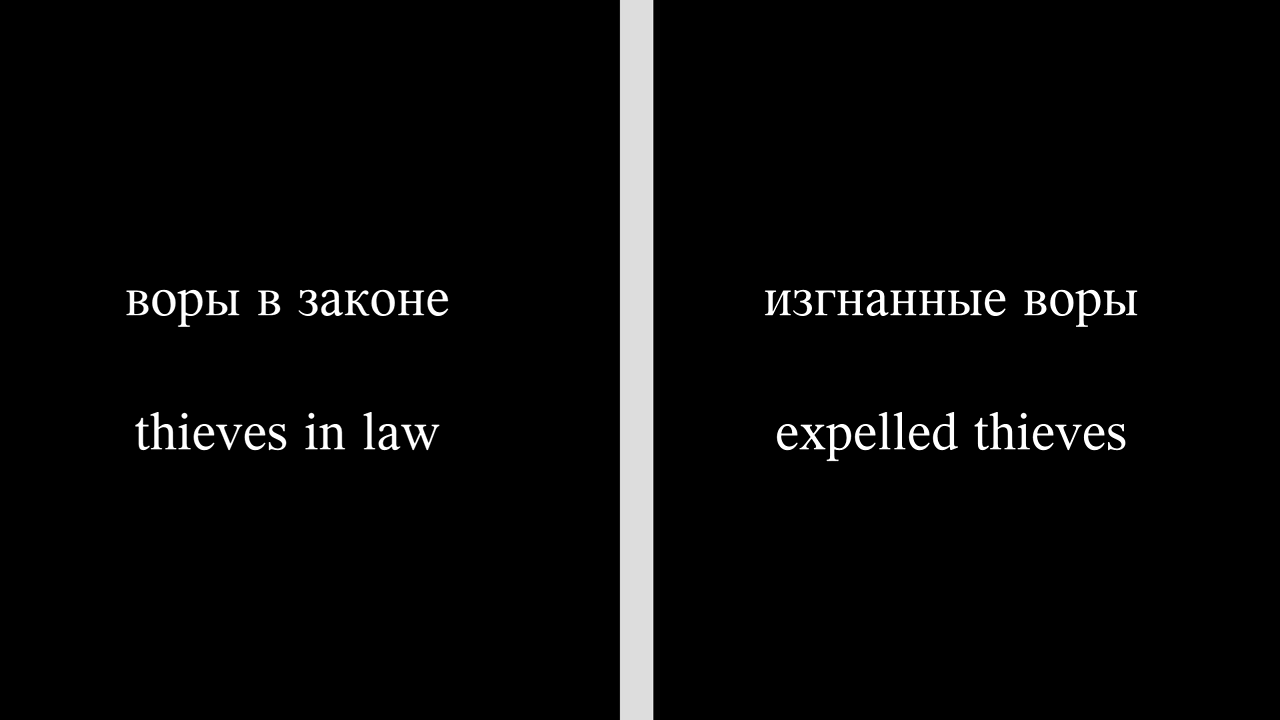 воры в законе
thieves in law
изгнанные воры
expelled thieves